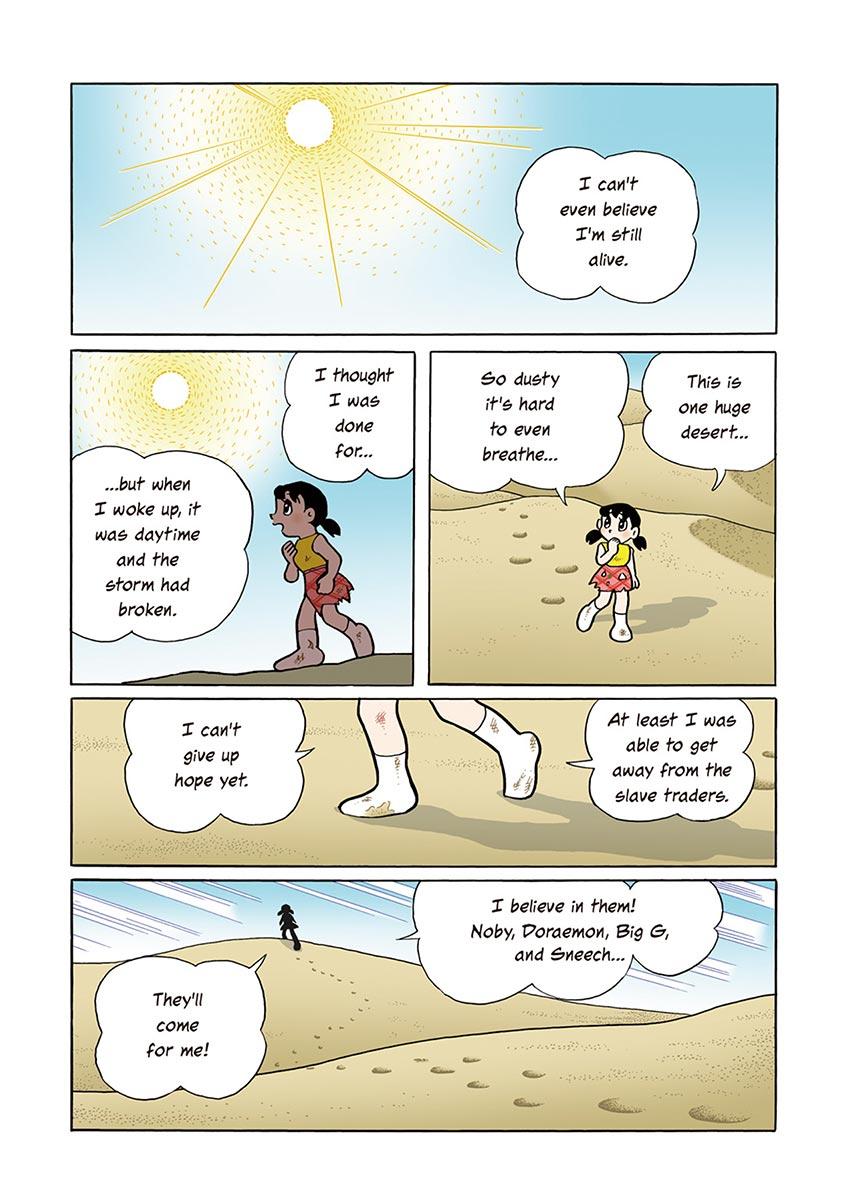 I can't
even believe
I'm still
alive.
I thought
I was
done
for...
...but when
I woke up, it
was daytime
and the
storm had
broken.
So dusty
it's hard
to even
breathe...
This is
one huge
desert...
I can't
give up
hope yet.
At least I was
able to get
away from the
slave traders.
I believe in them!
Noby, Doraemon, Big G,
and Sneech...
They'll
come
for me!